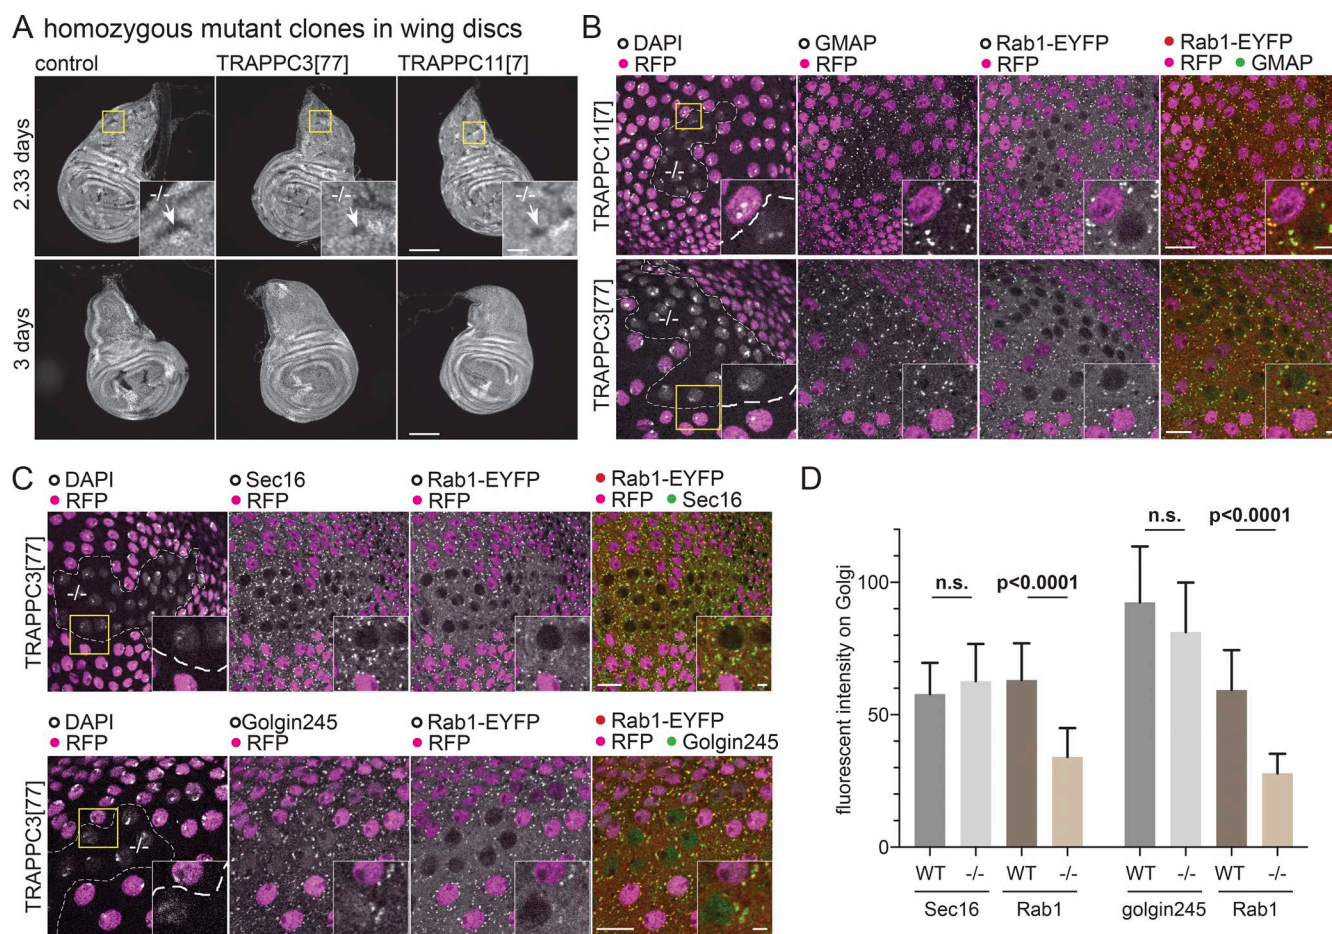 A homozygous mutant clones in wing discs
control TRAPPC3[77] TRAPPC11[7]
2.33 days
-/- -/- -/-
3 days
B
DAPI GMAP Rab1-EYFP Rab1-EYFP
RFP RFP RFP RFP GMAP
TRAPPC11[7]
-/-
TRAPPC3[77]
-/-
C
DAPI Sec16 Rab1-EYFP Rab1-EYFP
RFP RFP RFP RFP Sec16
TRAPPC3[77]
-/-
DAPI Golgin245 Rab1-EYFP Rab1-EYFP
RFP RFP RFP RFP Golgin245
TRAPPC3[77]
-/-
D
n.s. p<0.0001
n.s. p<0.0001
fluorescent intensity on Golgi
100
50
0
WT -/- WT -/- WT -/- WT -/-
Sec16 Rab1 golgin245 Rab1